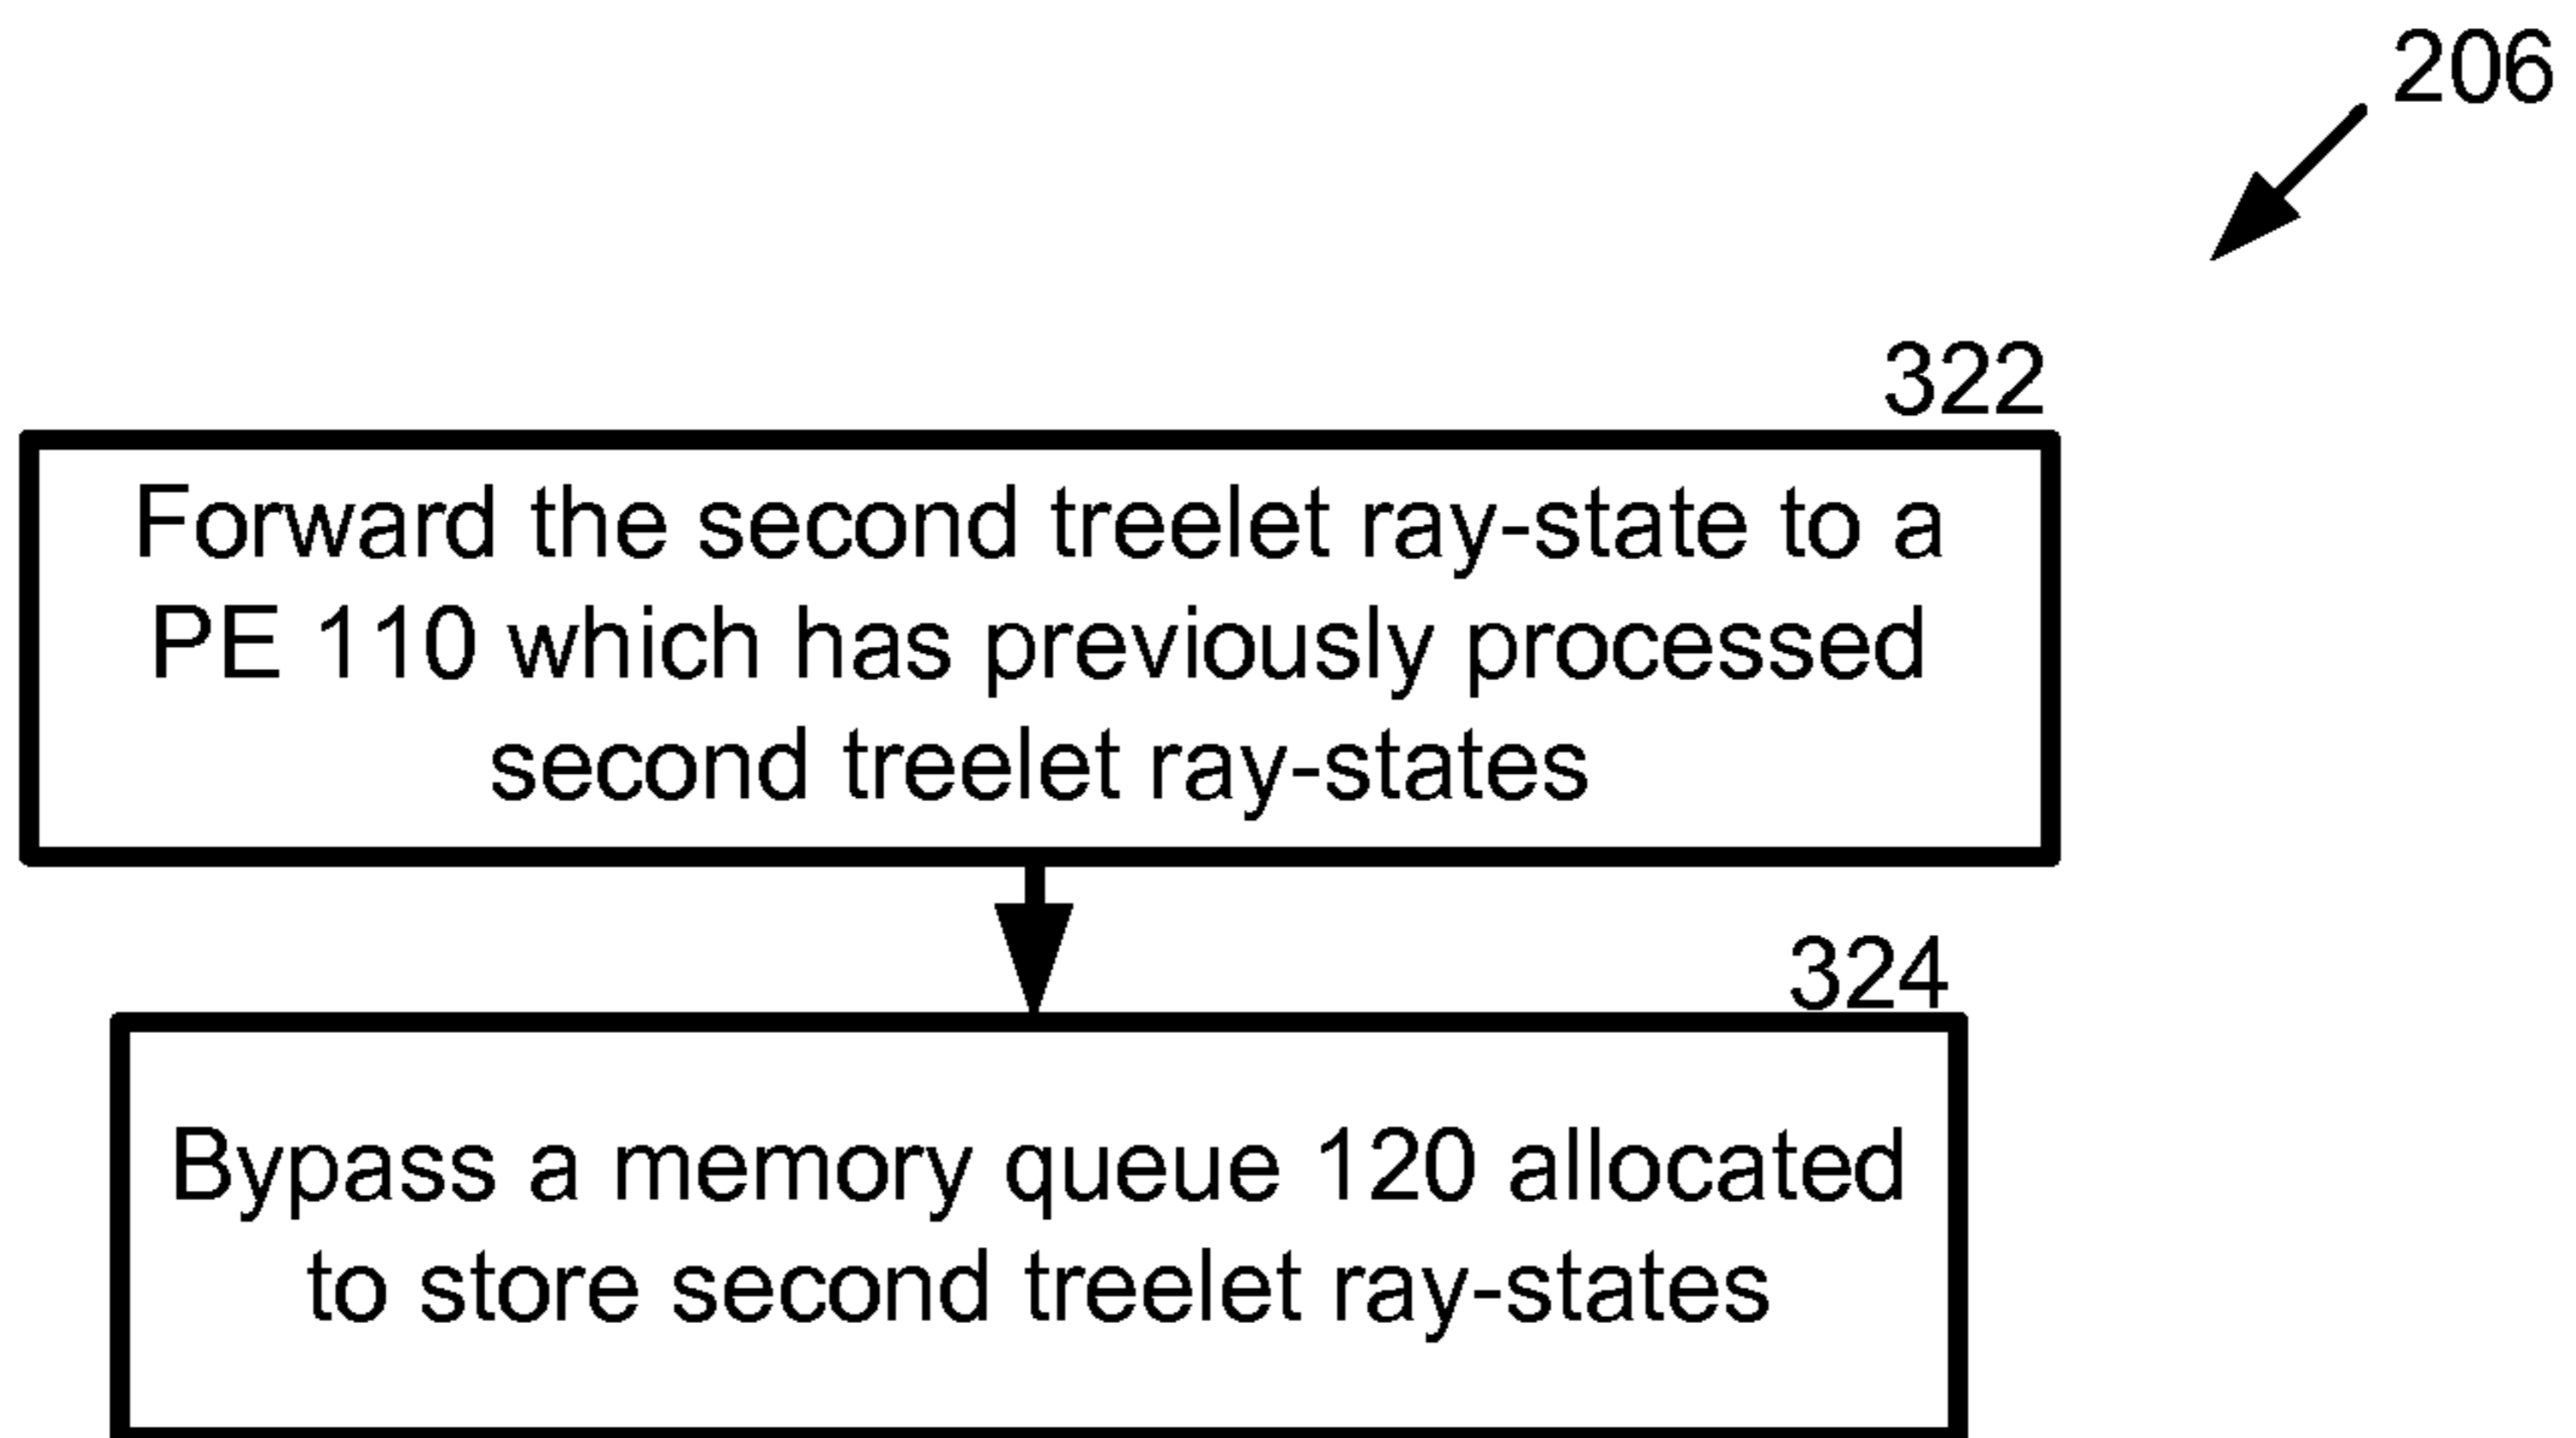 206
322
Forward the second treelet ray-state to a
PE 110 which has previously processed
second treelet ray-states
324
Bypass a memory queue 120 allocated
to store second treelet ray-states